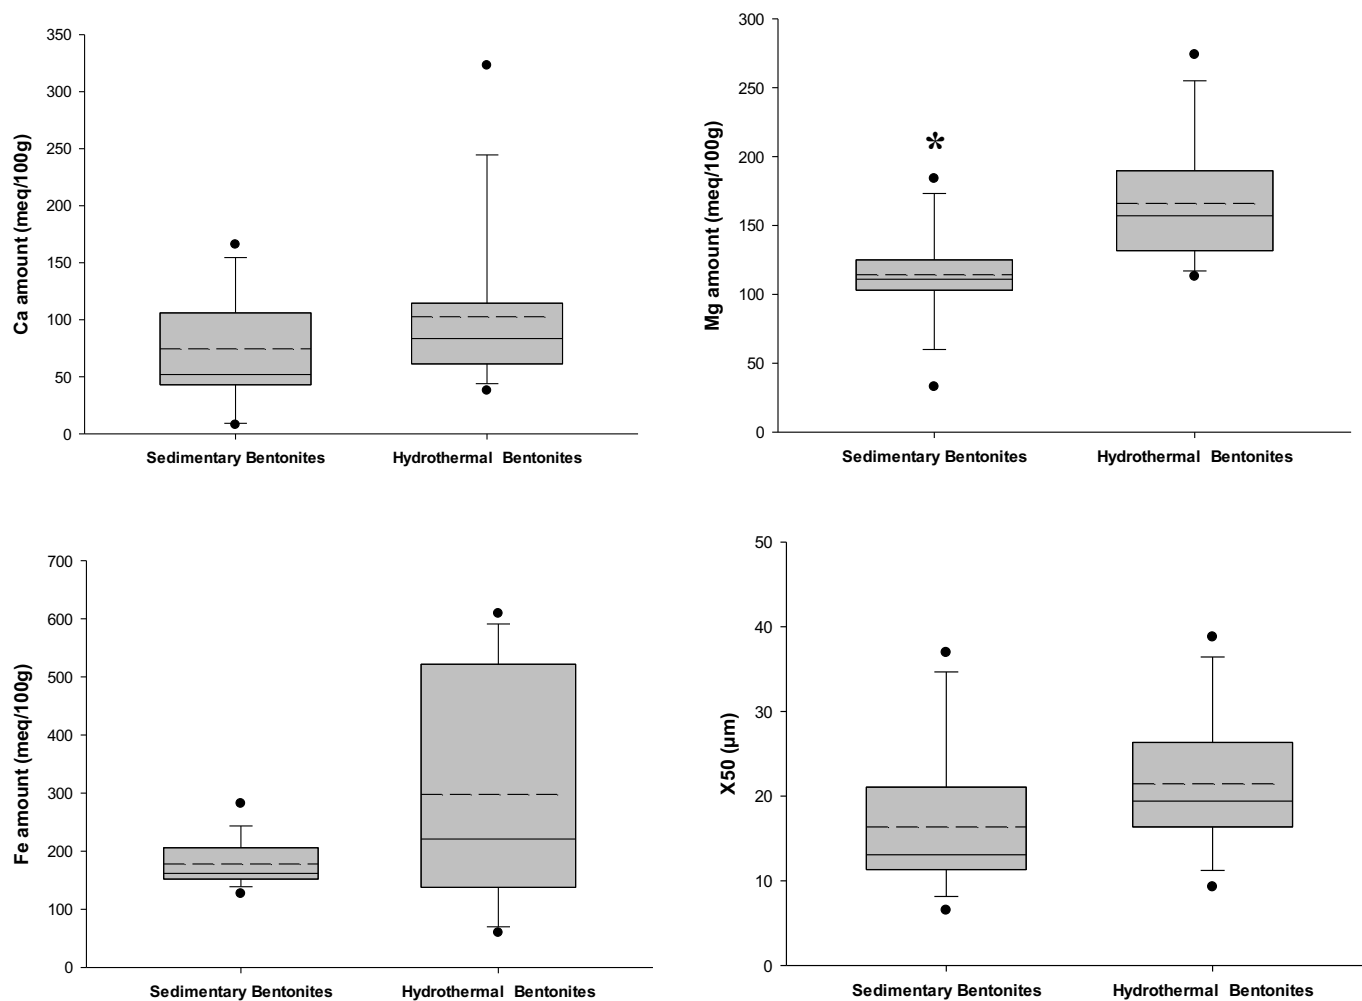 Ca amount (meq/100g)
350
300
250
200
150
100
50
0
Sedimentary Bentonites
Hydrothermal Bentonites
Mg amount (meq/100g)
300
250
200
150
100
50
0
*
Sedimentary Bentonites
Hydrothermal Bentonites
Fe amount (meq/100g)
700
600
500
400
300
200
100
0
Sedimentary Bentonites
Hydrothermal Bentonites
X50 (µm)
50
40
30
20
10
0
Sedimentary Bentonites
Hydrothermal Bentonites